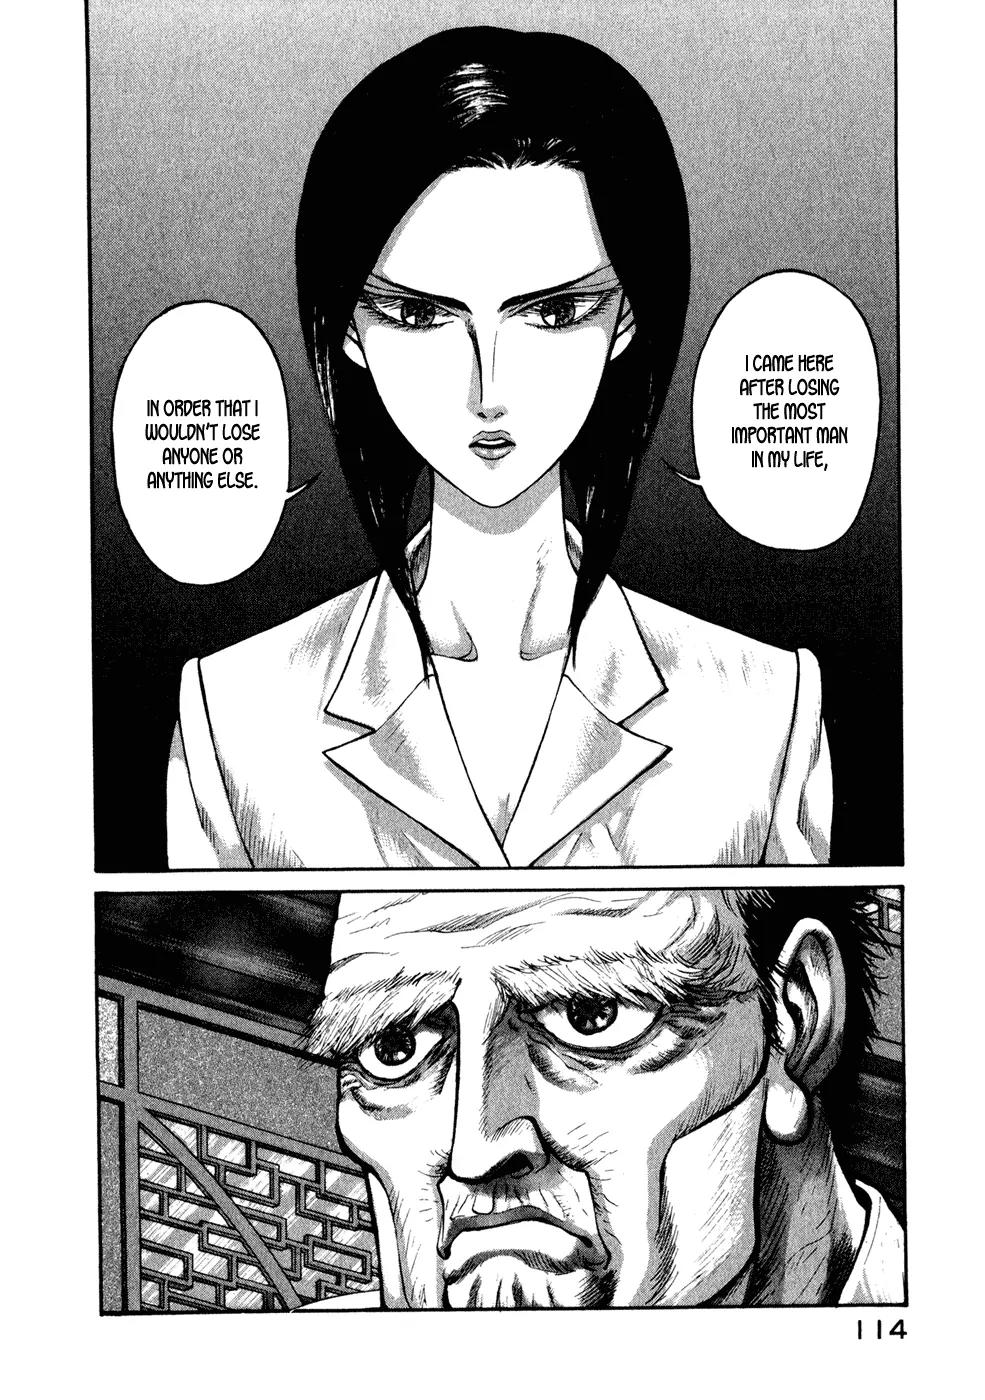 I CAME HERE
AFTER LOSING
THE MOST
IMPORTANT MAN
IN MY LIFE,
IN ORDER THAT I
WOULDN'T LOSE
ANYONE OR
ANYTHING ELSE.
114